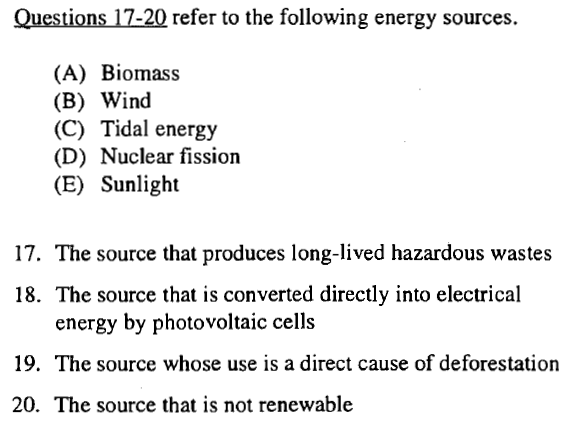 Questions 17-20 refer to the following energy sources.
(A) Biomass
(B) Wind
(C) Tidal energy
(D) Nuclear fission
(E) Sunlight
17. The source that produces long-lived hazardous wastes
18. The source that is converted directly into electrical
energy by photovoltaic cells
19. The source whose use is a direct cause of deforestation
20. The source that is not renewable